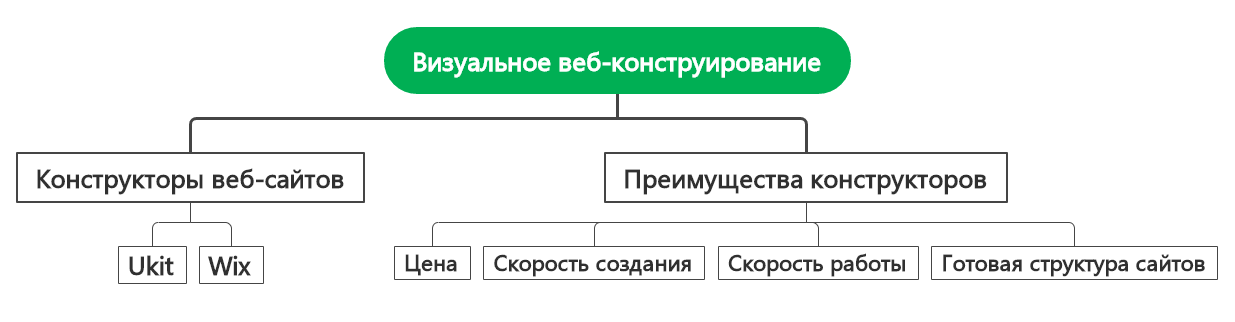 Визуальное веб-конструирование
Конструкторы веб-сайтов
Преимущества конструкторов
Ukit
Wix
Цена
Скорость создания
Скорость работы
Готовая структура сайтов